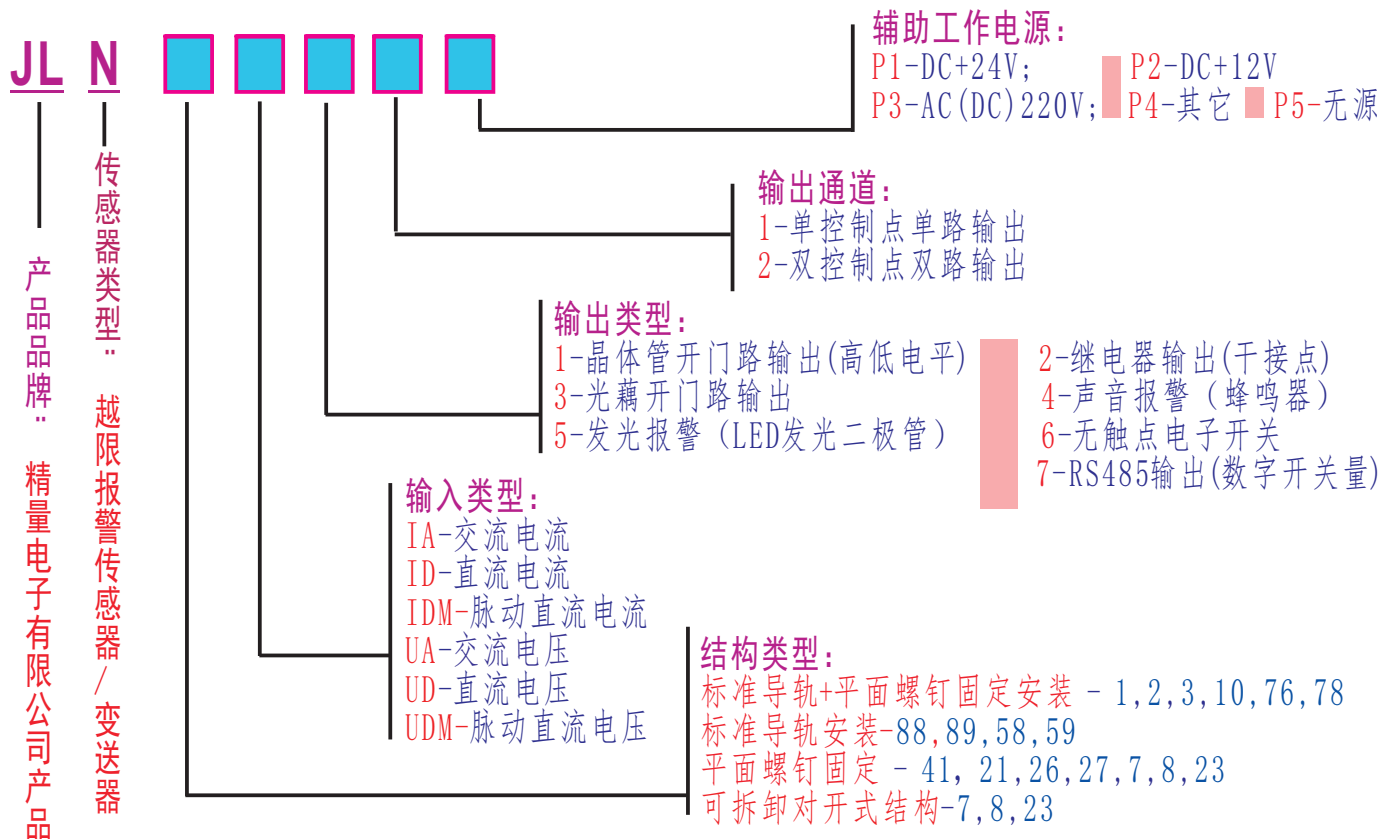 JL N
辅助工作电源:
P1-DC+24V; P2-DC+12V
P3-AC(DC)220V; P4-其它 P5-无源
输出通道:
1-单控制点单路输出
2-双控制点双路输出
输出类型:
1-晶体管开门路输出(高低电平) 2-继电器输出(干接点)
3-光藕开门路输出 4-声音报警（蜂鸣器）
5-发光报警（LED发光二极管） 6-无触点电子开关
7-RS485输出(数字开关量)
输入类型:
IA-交流电流
ID-直流电流
IDM-脉动直流电流
UA-交流电压
UD-直流电压
UDM-脉动直流电压
结构类型:
标准导轨+平面螺钉固定安装 - 1,2,3,10,76,78
标准导轨安装-88,89,58,59
平面螺钉固定 - 41, 21,26,27,7,8,23
可拆卸对开式结构-7,8,23
传感器类型: 越限报警传感器/变送器
产品品牌: 精量电子有限公司产品